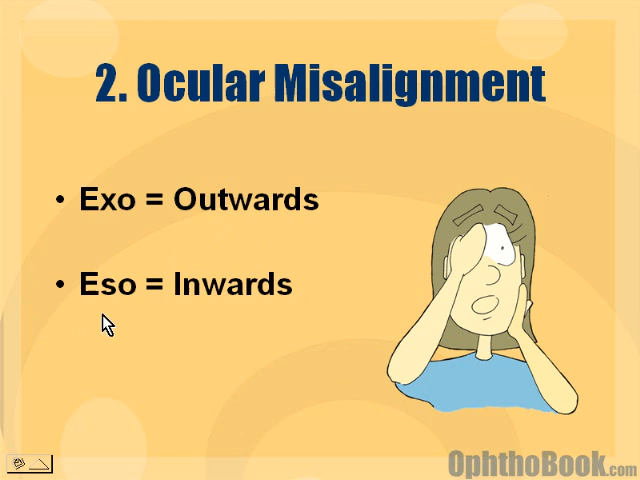 2. Ocular Misalignment
• Exo = Outwards
• Eso = Inwards
OphthoBook.com